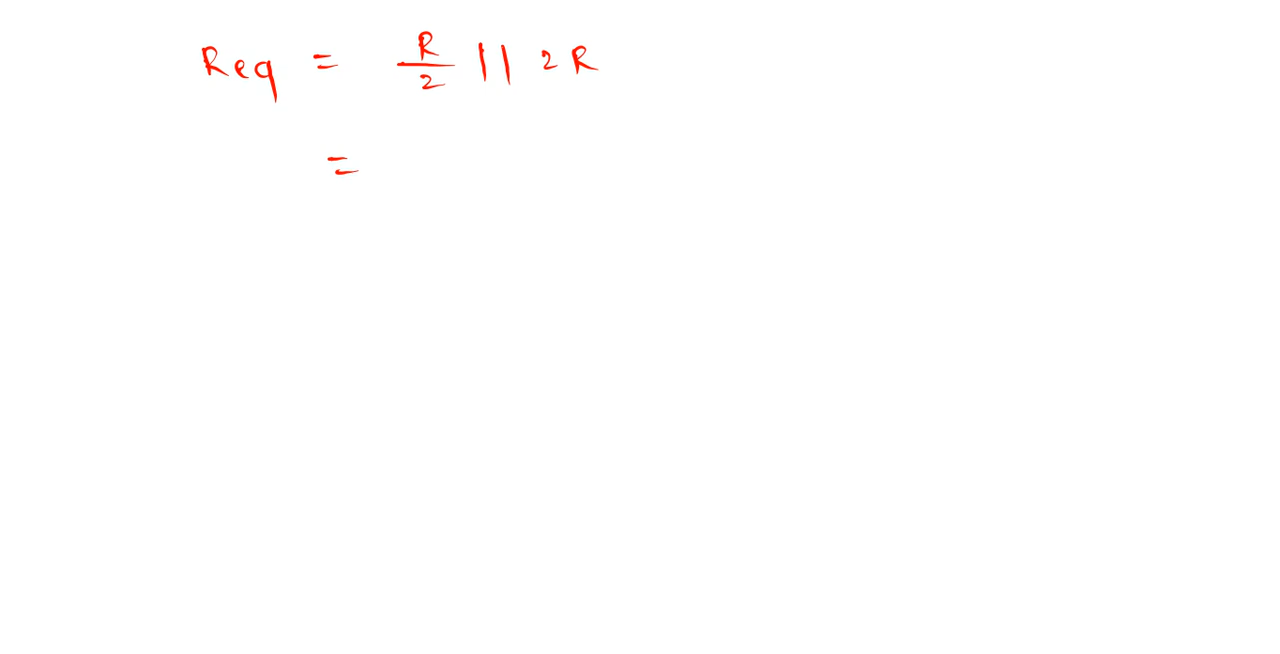 Req = R/2 || 2R
=